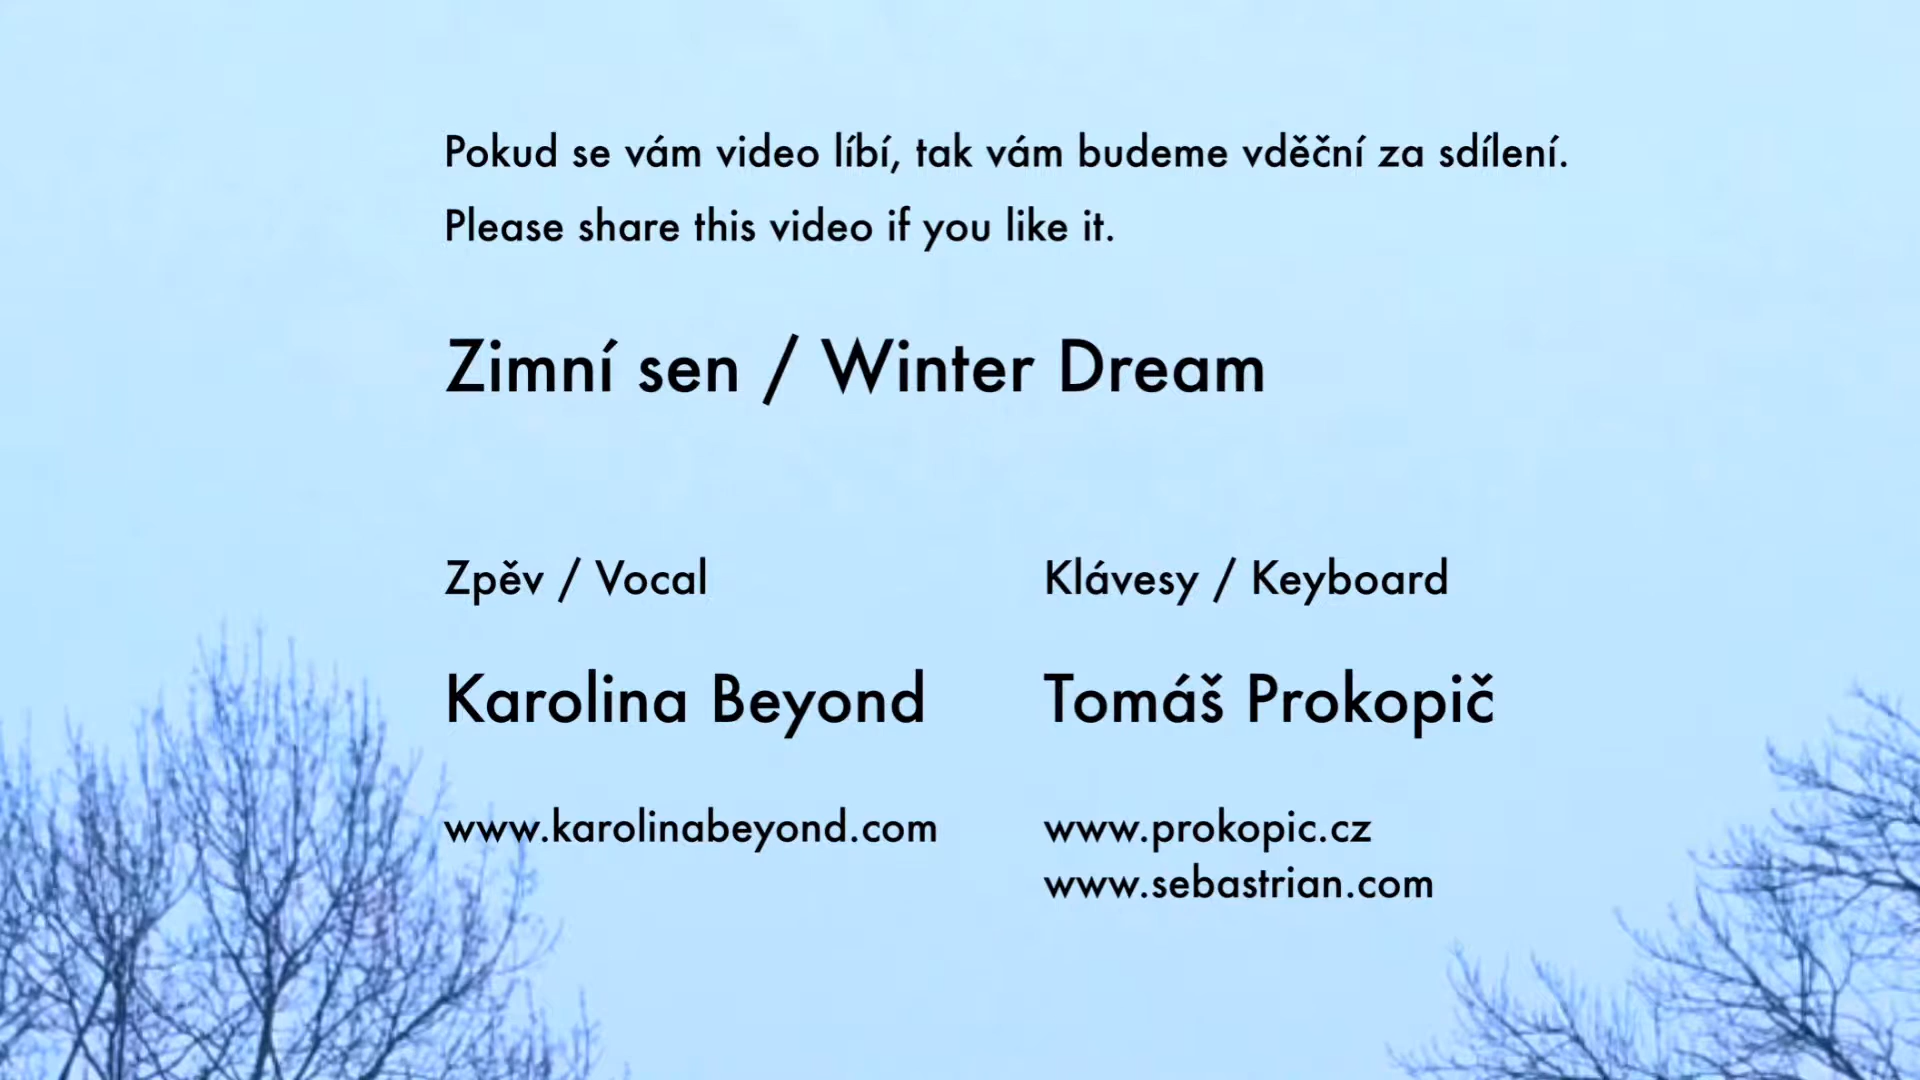 Pokud se vám video líbí, tak vám budeme vděční za sdílení.
Please share this video if you like it.
Zimní sen / Winter Dream
Zpěv / Vocal
Karolina Beyond
www.karolinabeyond.com
Klávesy / Keyboard
Tomáš Prokopič
www.prokopic.cz
www.sebastrian.com